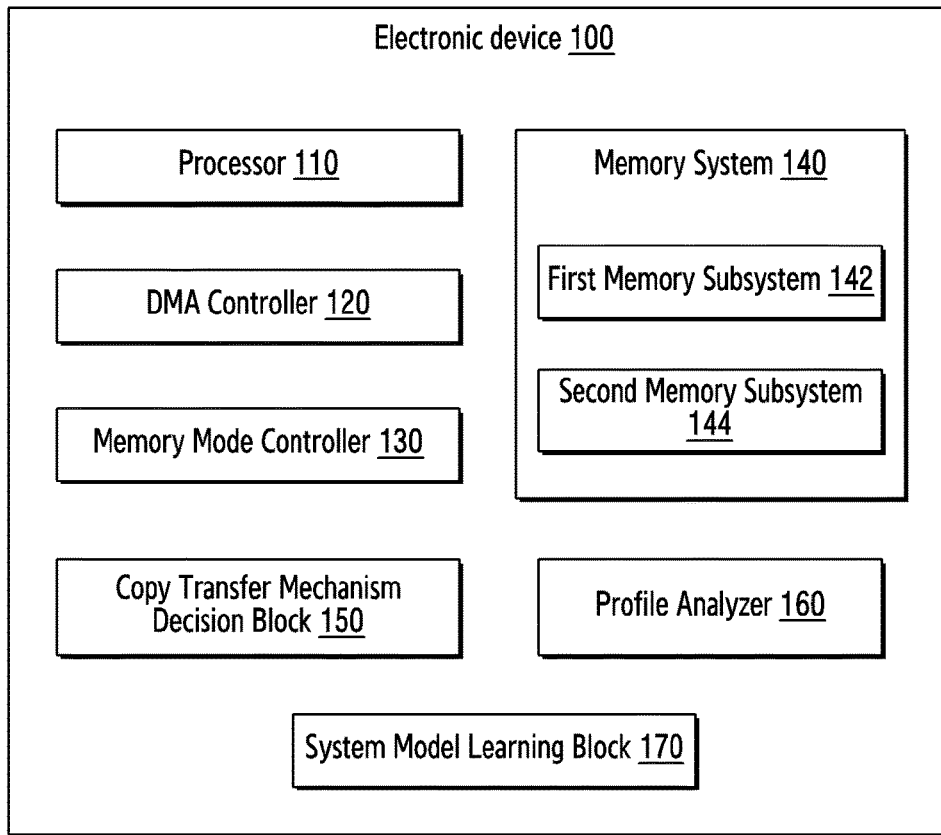 Electronic device 100
Processor 110
DMA Controller 120
Memory Mode Controller 130
Memory System 140
First Memory Subsystem 142
Second Memory Subsystem
144
Copy Transfer Mechanism
Decision Block 150
Profile Analyzer 160
System Model Learning Block 170